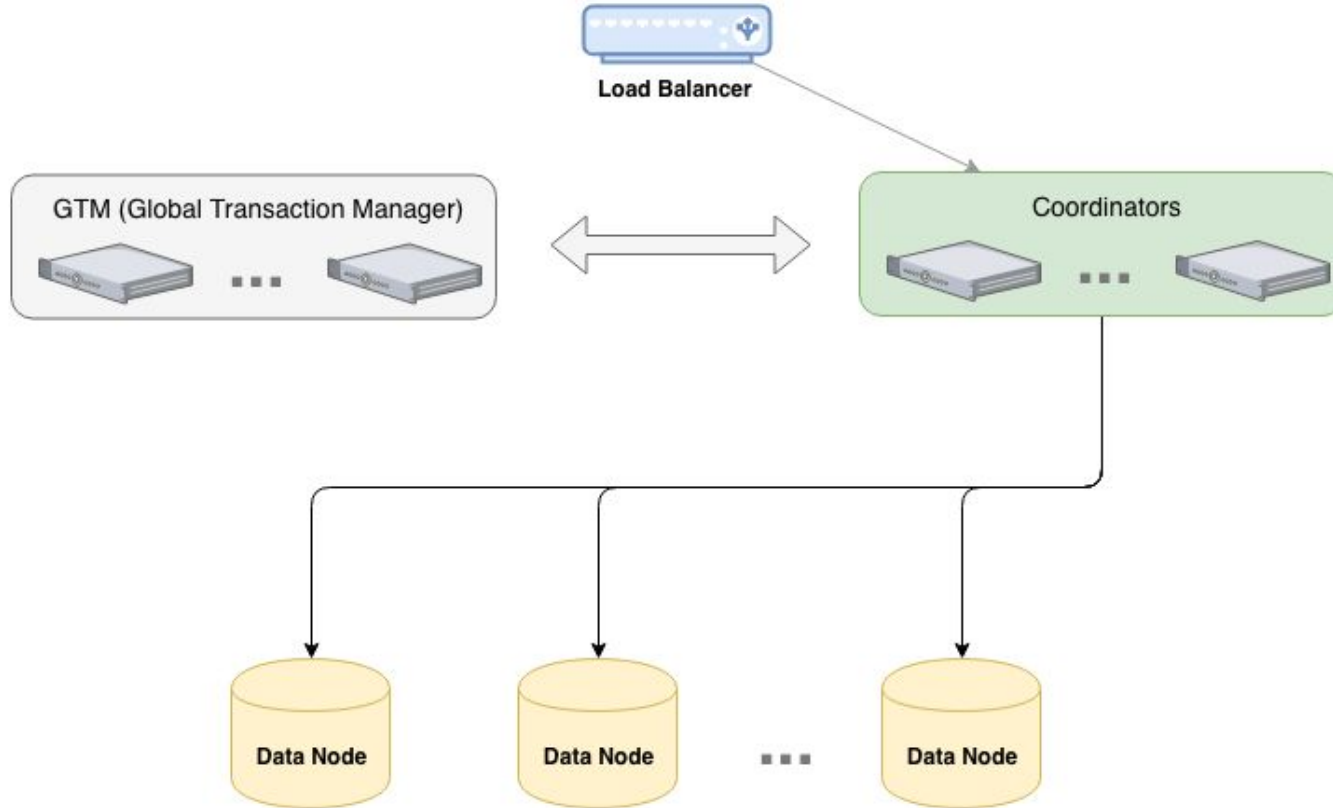 Load Balancer
GTM (Global Transaction Manager)
Coordinators
Data Node
Data Node
Data Node